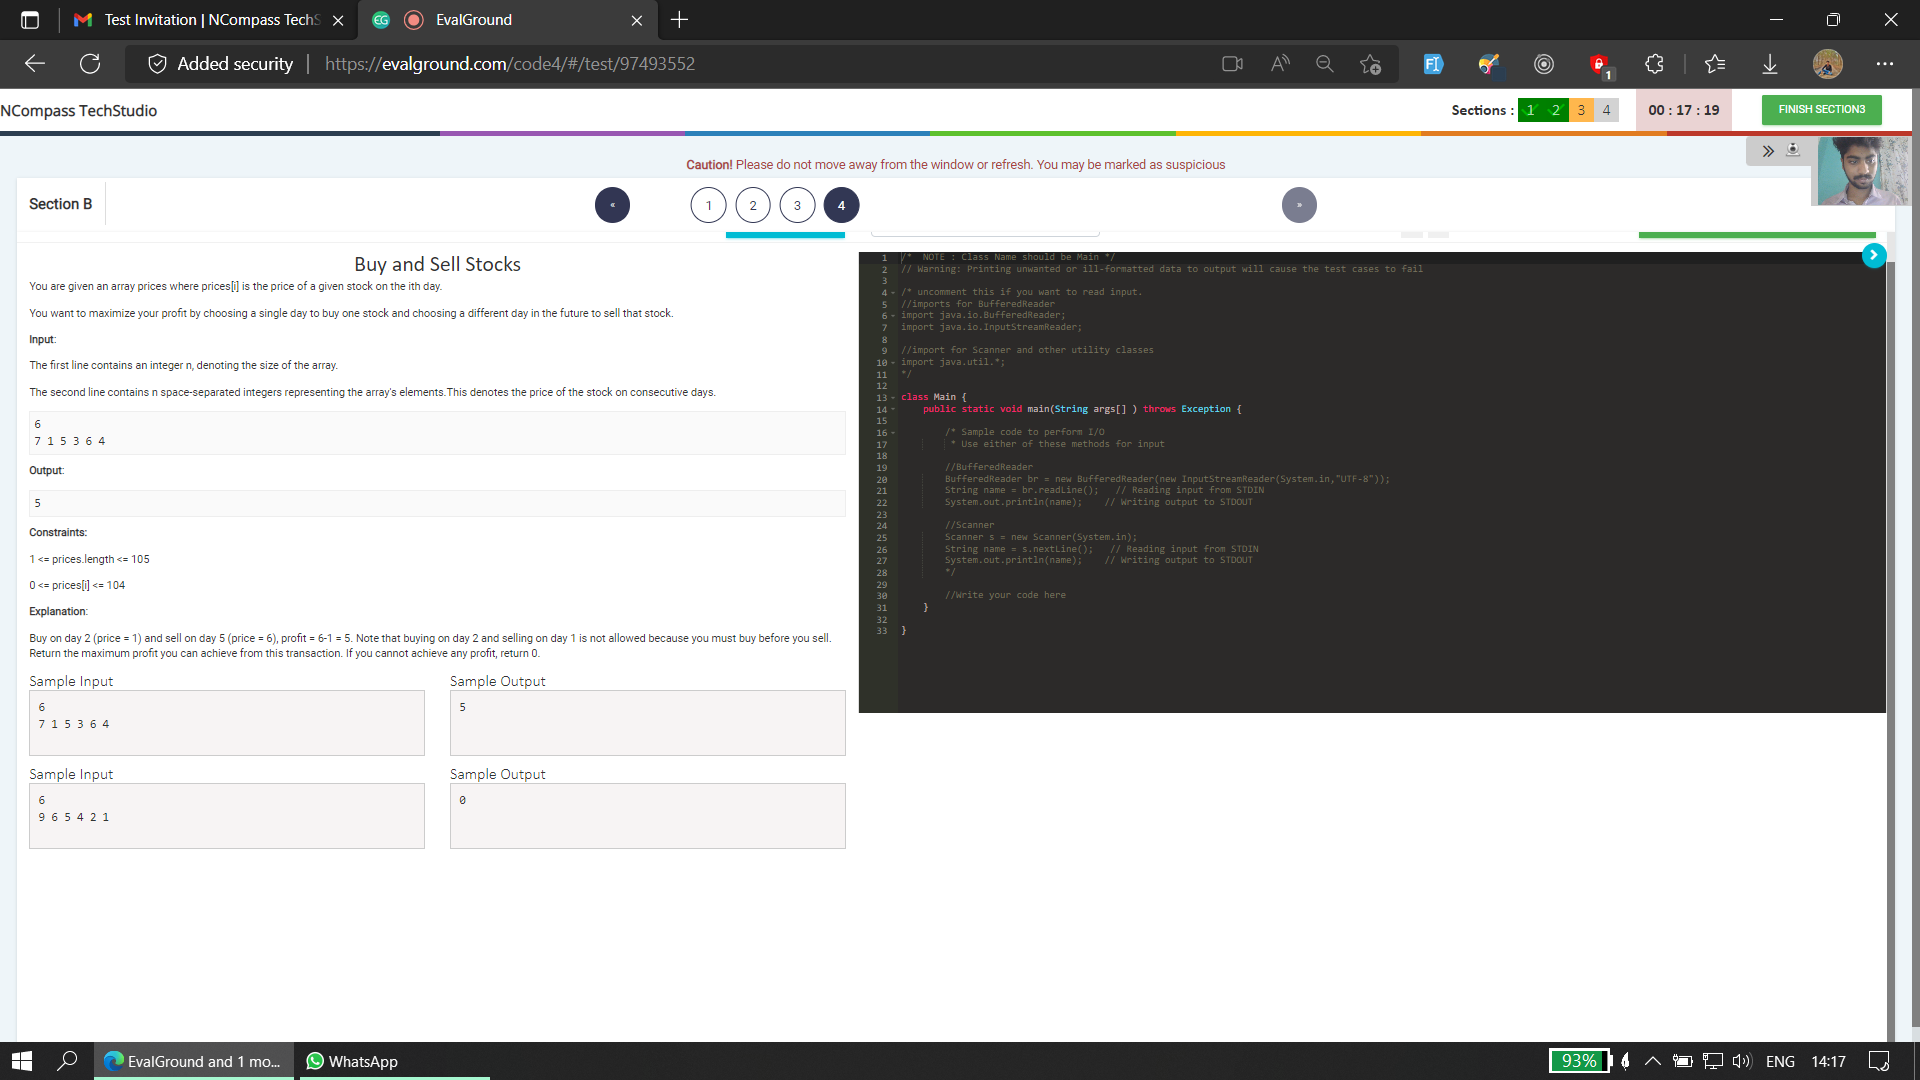 Test Invitation | NCompass TechS
EvalGround
Added security
https://evalground.com/code4/#/test/97493552
1
NCompass TechStudio
Sections : 1 2 3 4
00 : 17 : 19
FINISH SECTION3
Caution! Please do not move away from the window or refresh. You may be marked as suspicious
Section B
« 1 2 3 4 »
Buy and Sell Stocks
You are given an array prices where prices[i] is the price of a given stock on the ith day.
You want to maximize your profit by choosing a single day to buy one stock and choosing a different day in the future to sell that stock.
Input:
The first line contains an integer n, denoting the size of the array.
The second line contains n space-separated integers representing the array's elements.This denotes the price of the stock on consecutive days.
6
7 1 5 3 6 4
Output:
5
Constraints:
1 <= prices.length <= 105
0 <= prices[i] <= 104
Explanation:
Buy on day 2 (price = 1) and sell on day 5 (price = 6), profit = 6-1 = 5. Note that buying on day 2 and selling on day 1 is not allowed because you must buy before you sell.
Return the maximum profit you can achieve from this transaction. If you cannot achieve any profit, return 0.
Sample Input
6
7 1 5 3 6 4
Sample Output
5
Sample Input
6
9 6 5 4 2 1
Sample Output
0
1 /* NOTE : Class Name should be Main */
2 // Warning: Printing unwanted or ill-formatted data to output will cause the test cases to fail
3
4 /* uncomment this if you want to read input.
5 //imports for BufferedReader
6 import java.io.BufferedReader;
7 import java.io.InputStreamReader;
8
9 //import for Scanner and other utility classes
10 import java.util.*;
11 */
12
13 class Main {
14 public static void main(String args[] ) throws Exception {
15
16 /* Sample code to perform I/O
17 * Use either of these methods for input
18
19 //BufferedReader
20 BufferedReader br = new BufferedReader(new InputStreamReader(System.in,"UTF-8"));
21 String name = br.readLine(); // Reading input from STDIN
22 System.out.println(name); // Writing output to STDOUT
23
24 //Scanner
25 Scanner s = new Scanner(System.in);
26 String name = s.nextLine(); // Reading input from STDIN
27 System.out.println(name); // Writing output to STDOUT
28 */
29
30 //Write your code here
31 }
32
33 }
EvalGround and 1 mo...
WhatsApp
93%
ENG
14:17